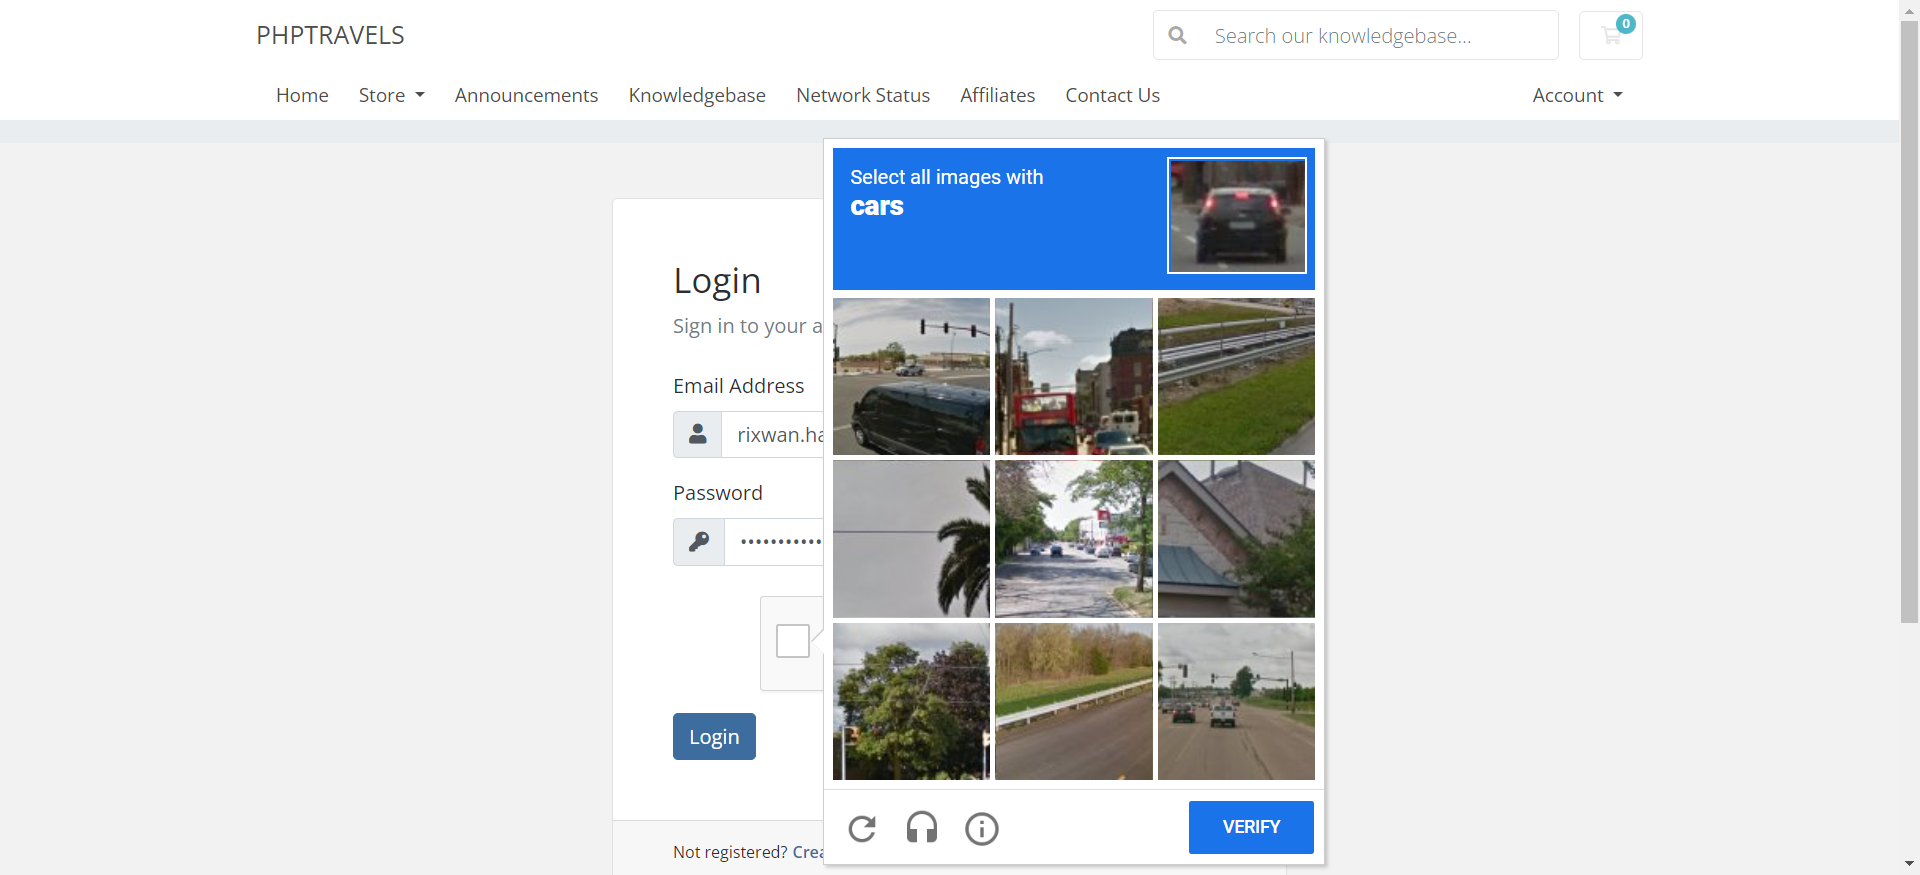 PHPTRAVELS
Search our knowledgebase...
0
Home
Store
Announcements
Knowledgebase
Network Status
Affiliates
Contact Us
Account
Select all images with
cars
Login
Sign in to your a
Email Address
rixwan.ha
Password
Login
VERIFY
Not registered? Crea